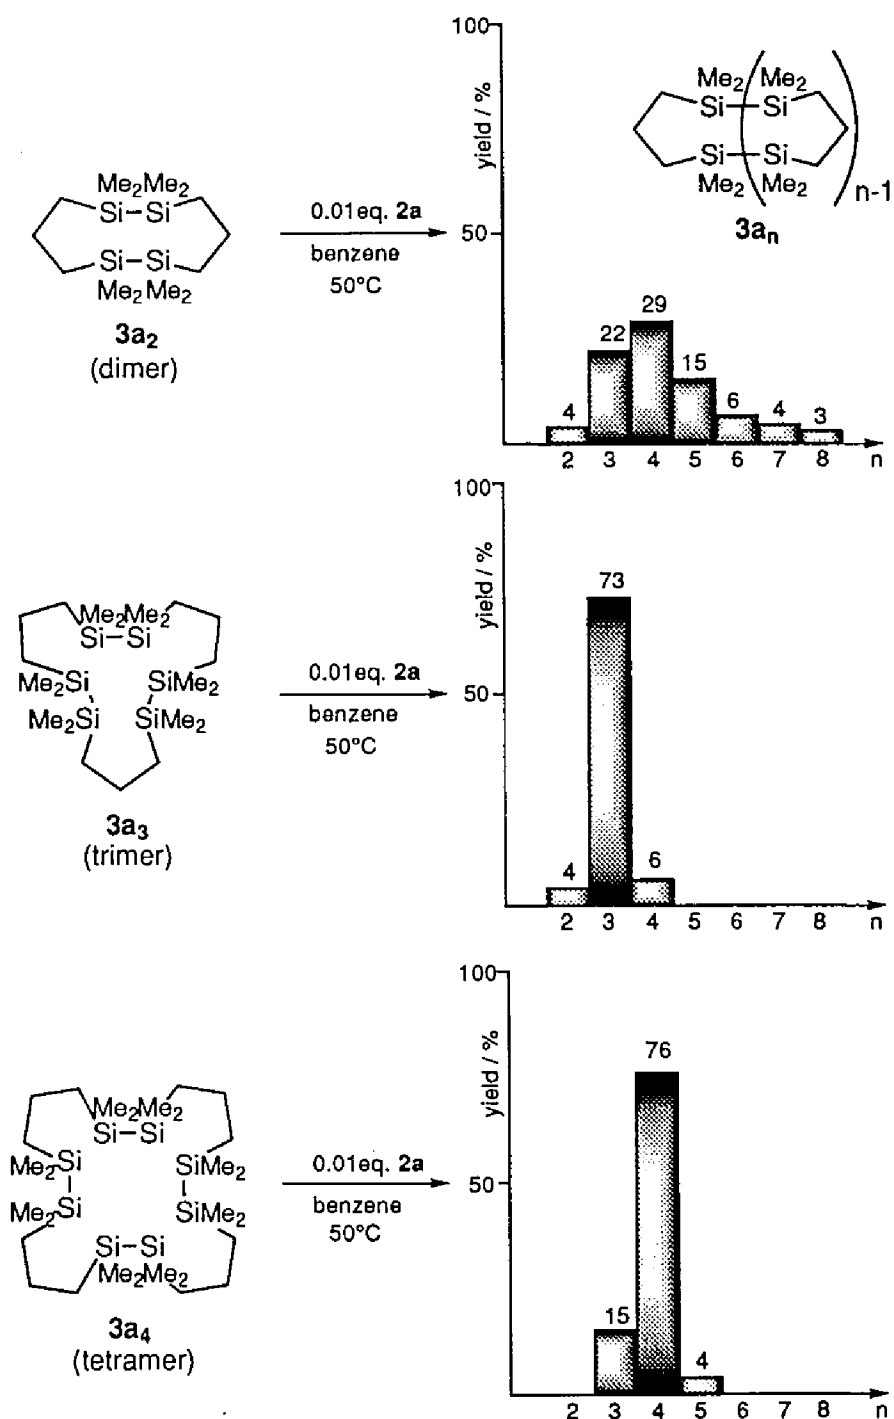 100
yield / %
50
Me2 Me2
Si Si
Si Si
Me2 Me2
n-1
3an
Me2Me2
Si Si
Si Si
Me2Me2
3a2
(dimer)
0.01eq. 2a
benzene
50°C
4 22 29 15 6 4 3
2 3 4 5 6 7 8 n
100
yield / %
50
Me2Me2
Si Si
Me2Si SiMe2
Me2Si SiMe2
3a3
(trimer)
0.01eq. 2a
benzene
50°C
4 73 6
2 3 4 5 6 7 8 n
100
yield / %
50
Me2Me2
Si Si
Me2Si SiMe2
Me2Si SiMe2
Si Si
Me2Me2
3a4
(tetramer)
0.01eq. 2a
benzene
50°C
15 76 4
2 3 4 5 6 7 8 n